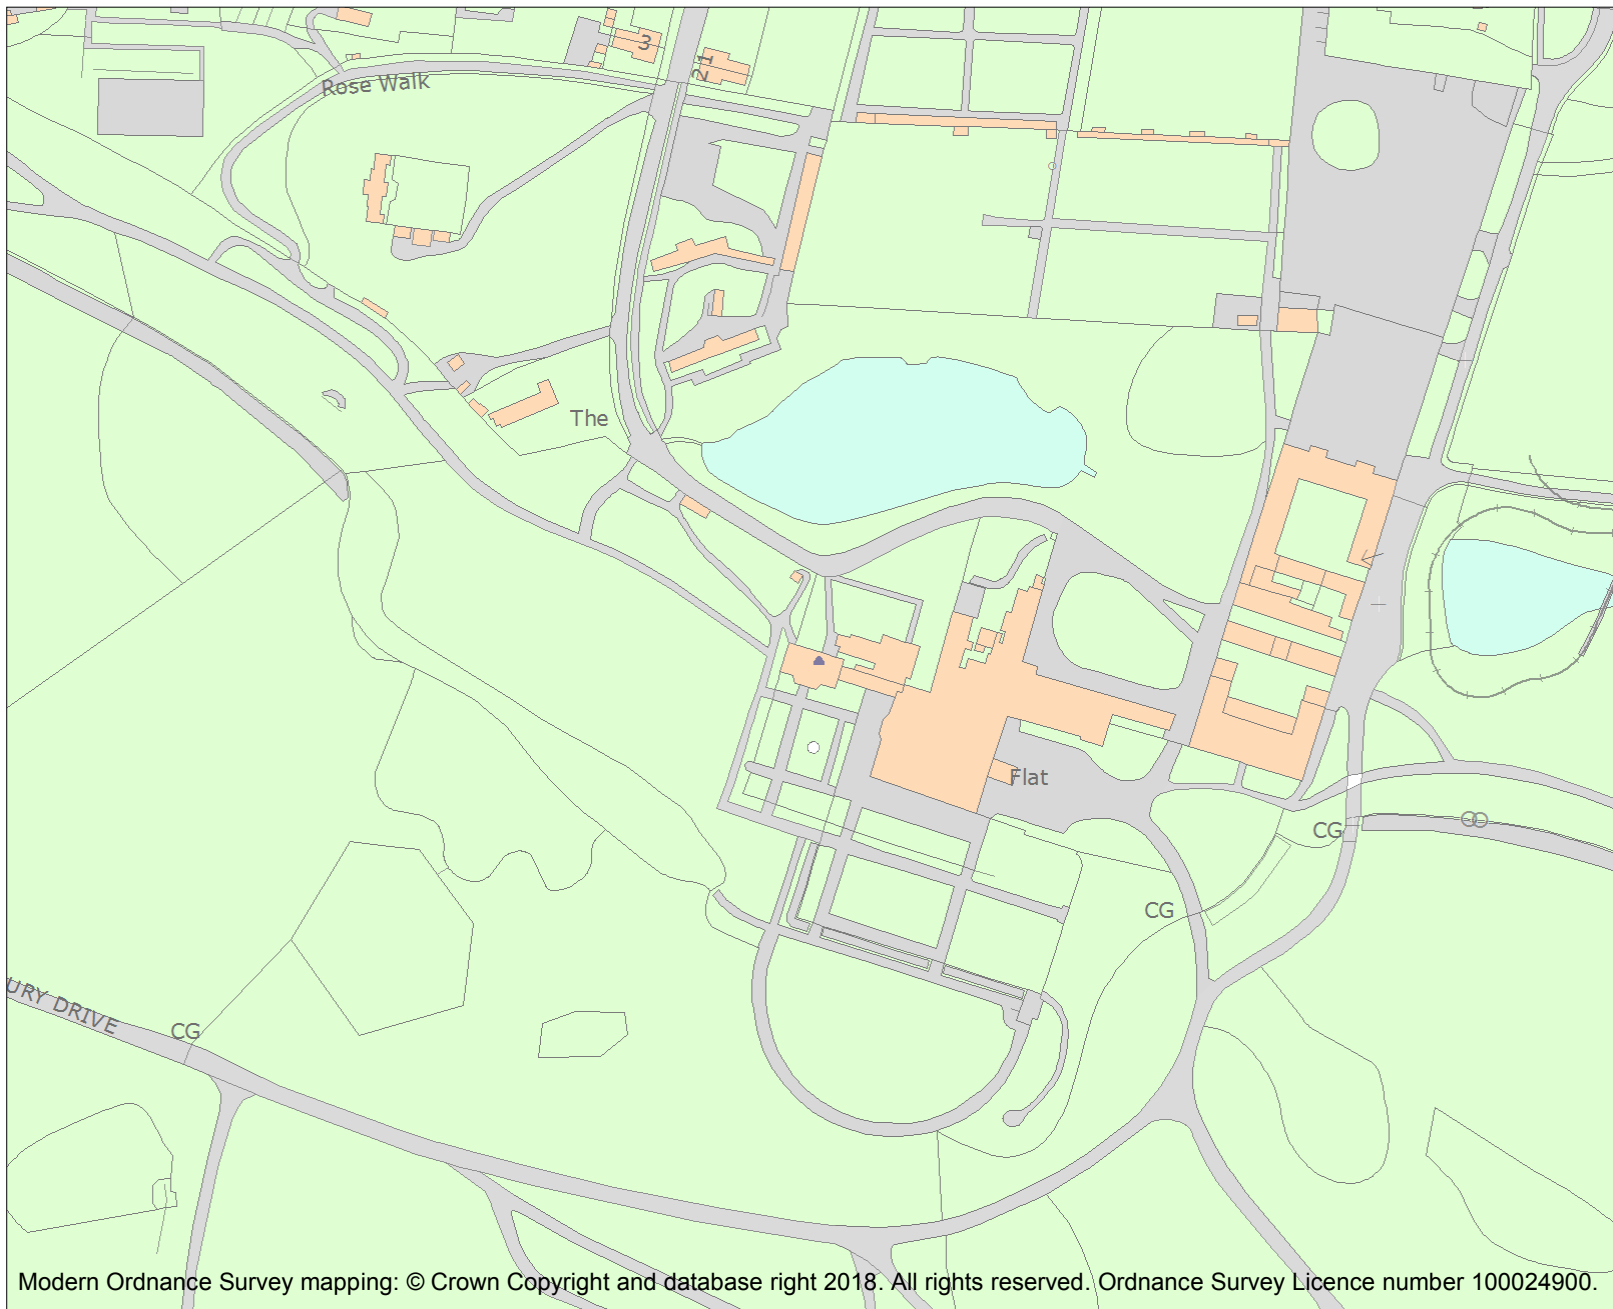 3
21
Rose Walk
The
Flat
CG
CG
URY DRIVE
CG
Modern Ordnance Survey mapping: © Crown Copyright and database right 2018. All rights reserved. Ordnance Survey Licence number 100024900.